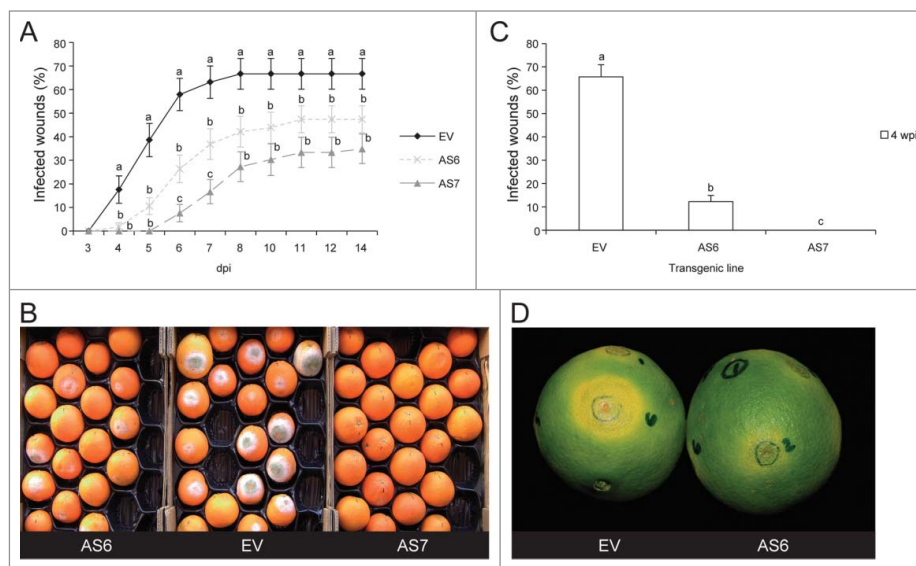 A
Infected wounds (%)
80
70
60
50
40
30
20
10
0
a
a
a
a
a
a
a
a
a
b
b
b
b
b
b
b
b
b
b
b
c
c
b
b
b
b
b
3
4
5
6
7
8
10
11
12
14
dpi
EV
AS6
AS7
C
Infected wounds (%)
80
70
60
50
40
30
20
10
0
a
b
c
EV
AS6
AS7
Transgenic line
4 wpi
B
AS6
EV
AS7
D
EV
AS6